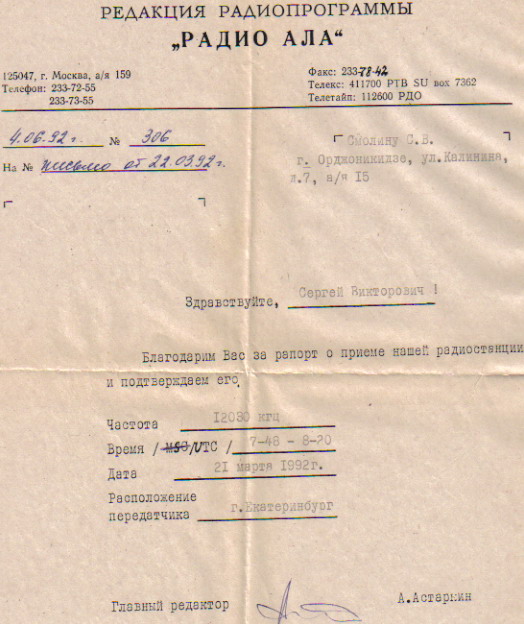 РЕДАКЦИЯ РАДИОПРОГРАММЫ
„РАДИО АЛА“
125047, г. Москва, а/я 159
Телефон: 233-72-55
233-73-55
Факс: 233-78-42
Телекс: 411700 РТВ SU вох 7362
Телетайп: 112600 РДО
4.06.92г. № 306
На № письмо от 22.03.92г.
Смолину С.В.
г. Орджоникидзе, ул.Калинина,
д.7, а/я 15
Здравствуйте, Сергей Викторович !
Благодарим Вас за рапорт о приеме нашей радиостанции
и подтверждаем его.
Частота 12030 кгц
Время / MSC/UTC / 7-48 - 8-20
Дата 21 марта 1992г.
Расположение
передатчика г.Екатеринбург
Главный редактор А.Астаркин